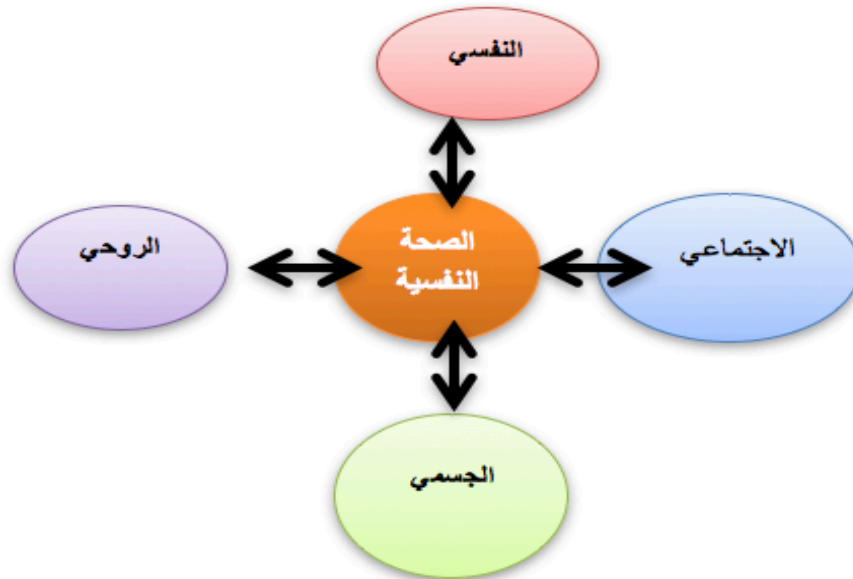 النفسي
الاجتماعي
الصحة
النفسية
الروحي
الجسمي